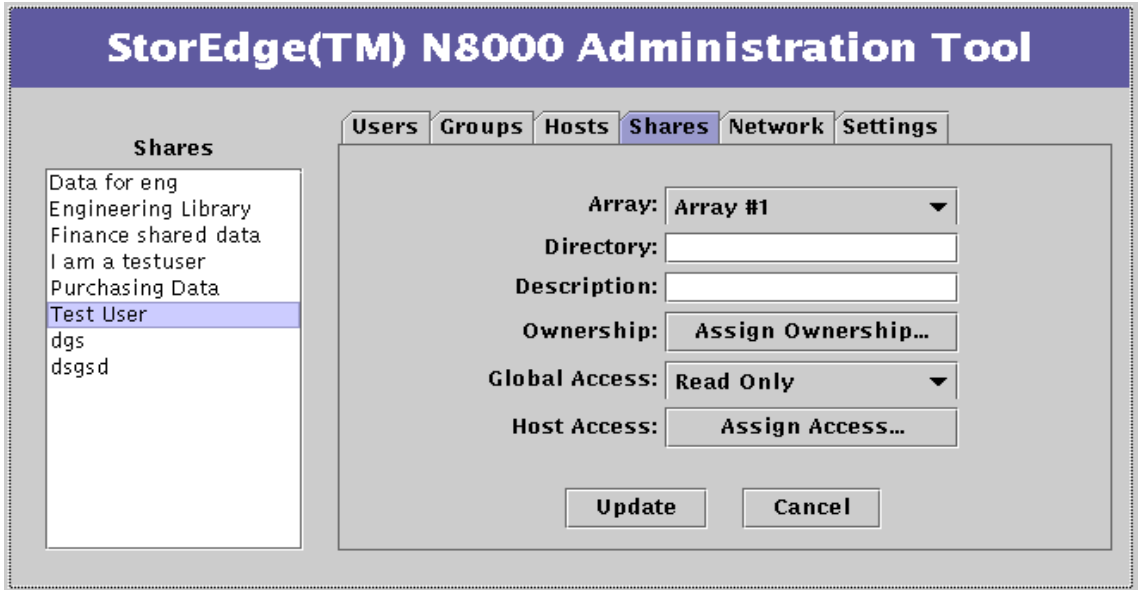 StorEdge(TM) N8000 Administration Tool
Shares
Data for eng
Engineering Library
Finance shared data
I am a testuser
Purchasing Data
Test User
dgs
dsgsd
Users Groups Hosts Shares Network Settings
Array: Array #1
Directory:
Description:
Ownership: Assign Ownership...
Global Access: Read Only
Host Access: Assign Access...
Update Cancel